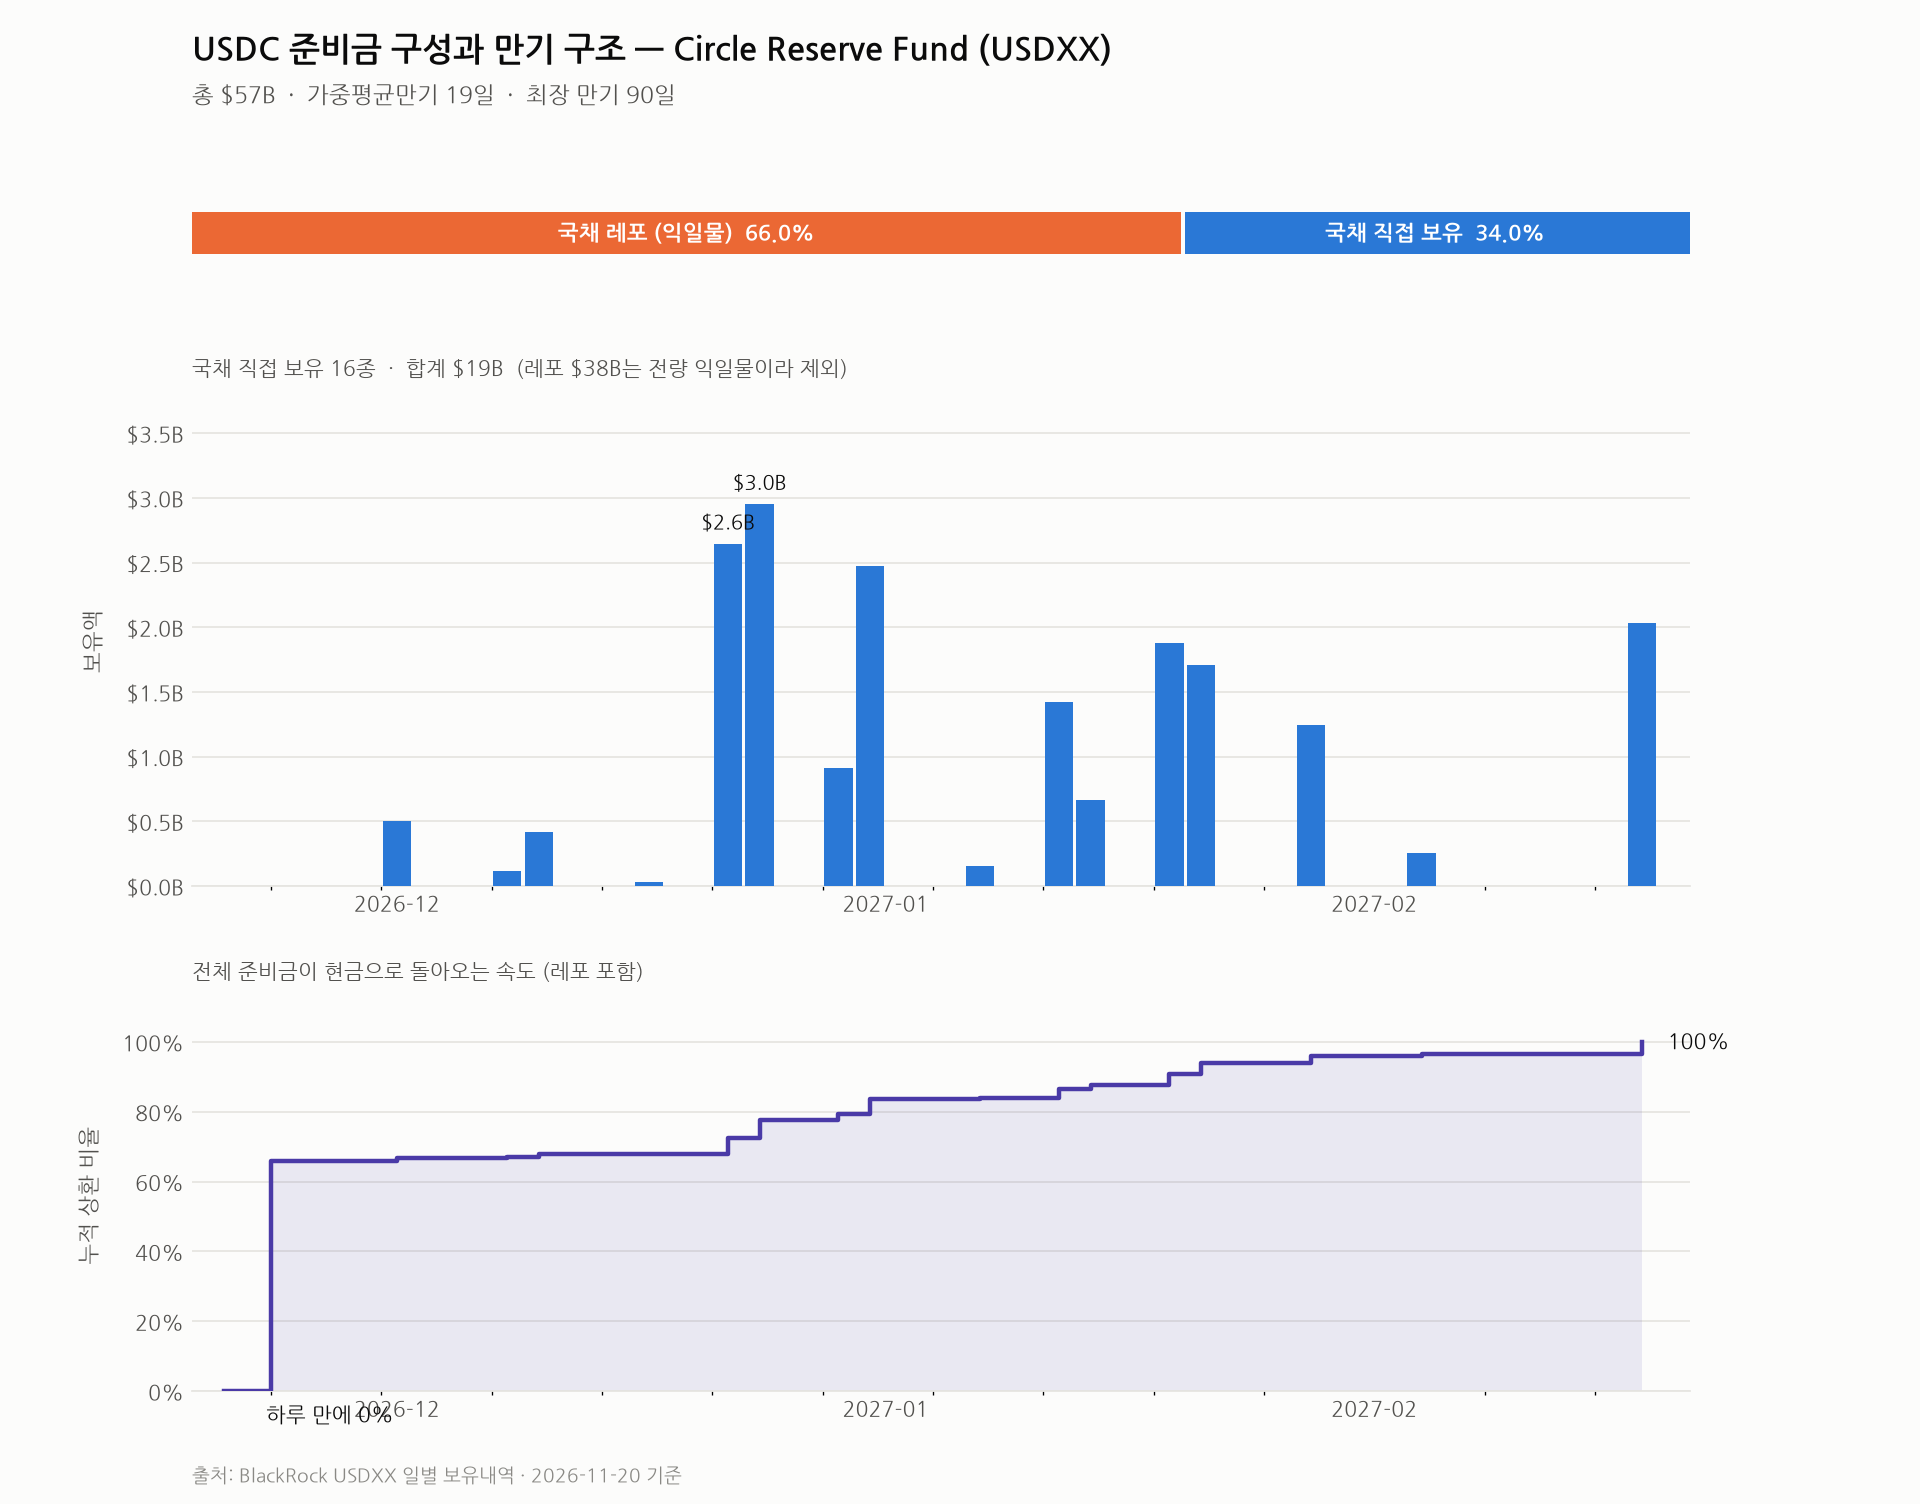 USDC 준비금 구성과 만기 구조 — Circle Reserve Fund (USDXX)
총 $57B · 가중평균만기 19일 · 최장 만기 90일
국채 레포 (익일물) 66.0%
국채 직접 보유 34.0%
국채 직접 보유 16종 · 합계 $19B (레포 $38B는 전량 익일물이라 제외)
보유액
$3.5B
$3.0B
$2.5B
$2.0B
$1.5B
$1.0B
$0.5B
$0.0B
$3.0B
$2.6B
2026-12
2027-01
2027-02
전체 준비금이 현금으로 돌아오는 속도 (레포 포함)
누적 상환 비율
100%
80%
60%
40%
20%
0%
100%
하루 만에 0%
2026-12
2027-01
2027-02
출처: BlackRock USDXX 일별 보유내역 · 2026-11-20 기준